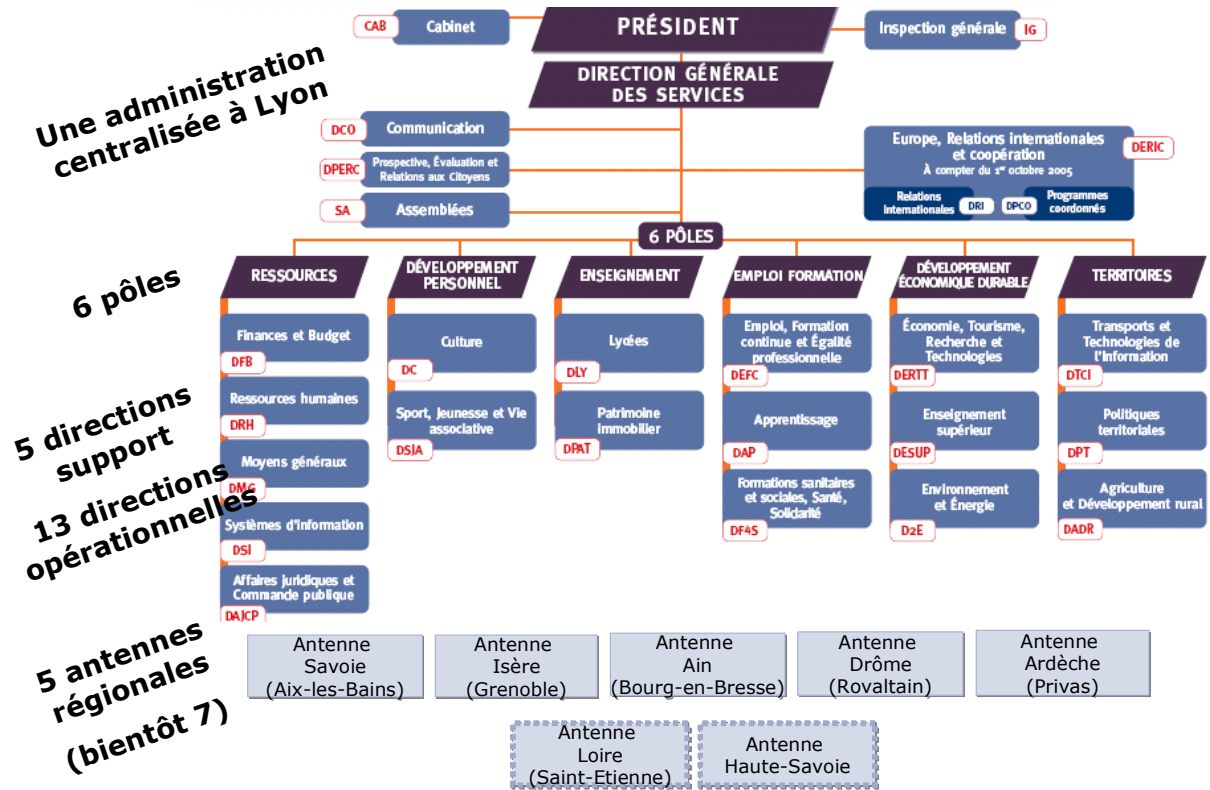 CAB
Cabinet
PRÉSIDENT
Inspection générale
IG
DIRECTION GÉNÉRALE
DES SERVICES
Une administration
centralisée à Lyon
DCO
Communication
DPERC
Prospective, Évaluation et
Relations aux Citoyens
SA
Assemblées
Europe, Relations internationales
et coopération
À compter du 1er octobre 2005
DERIC
Relations
internationales
DRI
DPCO
Programmes
coordonnés
6 PÔLES
6 pôles
RESSOURCES
DÉVELOPPEMENT
PERSONNEL
ENSEIGNEMENT
EMPLOI FORMATION
DÉVELOPPEMENT
ÉCONOMIQUE DURABLE
TERRITOIRES
5 directions
support
13 directions
opérationnelles
Finances et Budget
DFB
Ressources humaines
DRH
Moyens généraux
DMG
Systèmes d'Information
DSI
Affaires juridiques et
Commande publique
DAJCP
Culture
DC
Sport, Jeunesse et Vie
associative
DSJA
Lycées
DLY
Patrimoine
immobilier
DPAT
Emploi, Formation
continue et Égalité
professionnelle
DEFC
Apprentissage
DAP
Formations sanitaires
et sociales, Santé,
Solidarité
DF4S
Économie, Tourisme,
Recherche et
Technologies
DERTT
Enseignement
supérieur
DESUP
Environnement
et Énergie
D2E
Transports et
Technologies de
l'Information
DTCI
Politiques
territoriales
DPT
Agriculture
et Développement rural
DADR
5 antennes
régionales
(bientôt 7)
Antenne
Savoie
(Aix-les-Bains)
Antenne
Isère
(Grenoble)
Antenne
Ain
(Bourg-en-Bresse)
Antenne
Drôme
(Rovaltain)
Antenne
Ardèche
(Privas)
Antenne
Loire
(Saint-Etienne)
Antenne
Haute-Savoie